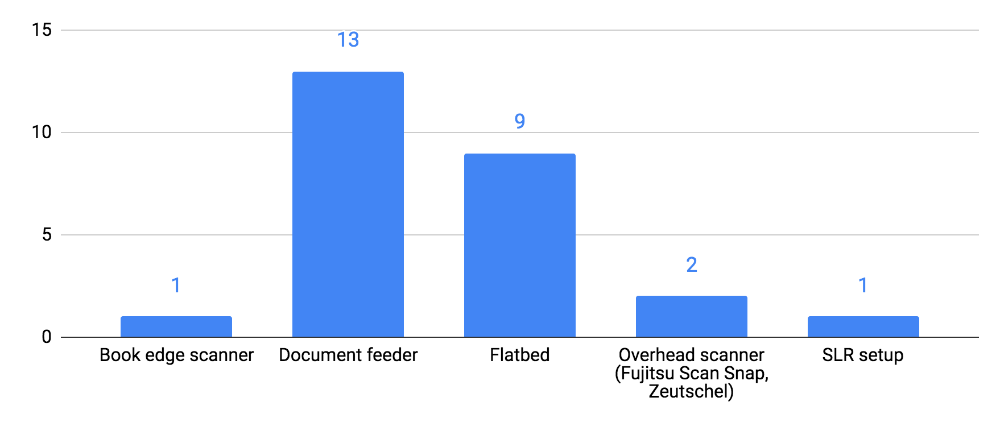 15
13
10
9
5
2
1
1
0
Book edge scanner
Document feeder
Flatbed
Overhead scanner
(Fujitsu Scan Snap,
Zeutschel)
SLR setup